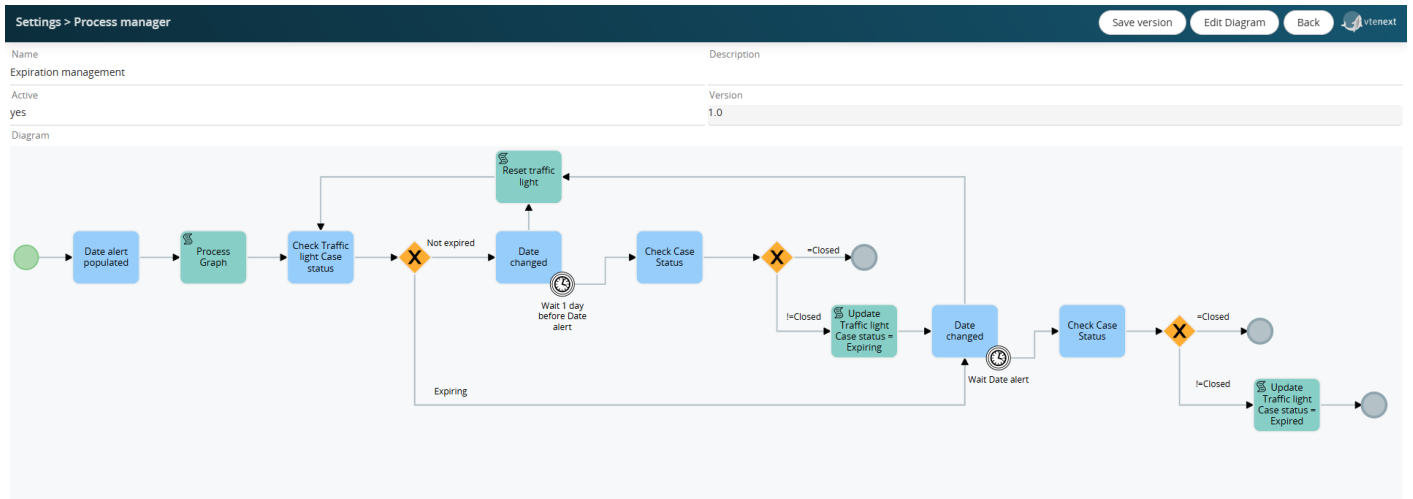 Settings > Process manager
Save version
Edit Diagram
Back
vtenext
Name
Description
Expiration management
Active
Version
yes
1.0
Diagram
Reset traffic
light
Date alert
populated
Process
Graph
Check Traffic
light Case
status
X
Not expired
Date
changed
Wait 1 day
before Date
alert
Check Case
Status
X
=Closed
!=Closed
Update
Traffic light
Case status =
Expiring
Date
changed
Wait Date alert
Check Case
Status
X
=Closed
!=Closed
Update
Traffic light
Case status =
Expired
Expiring